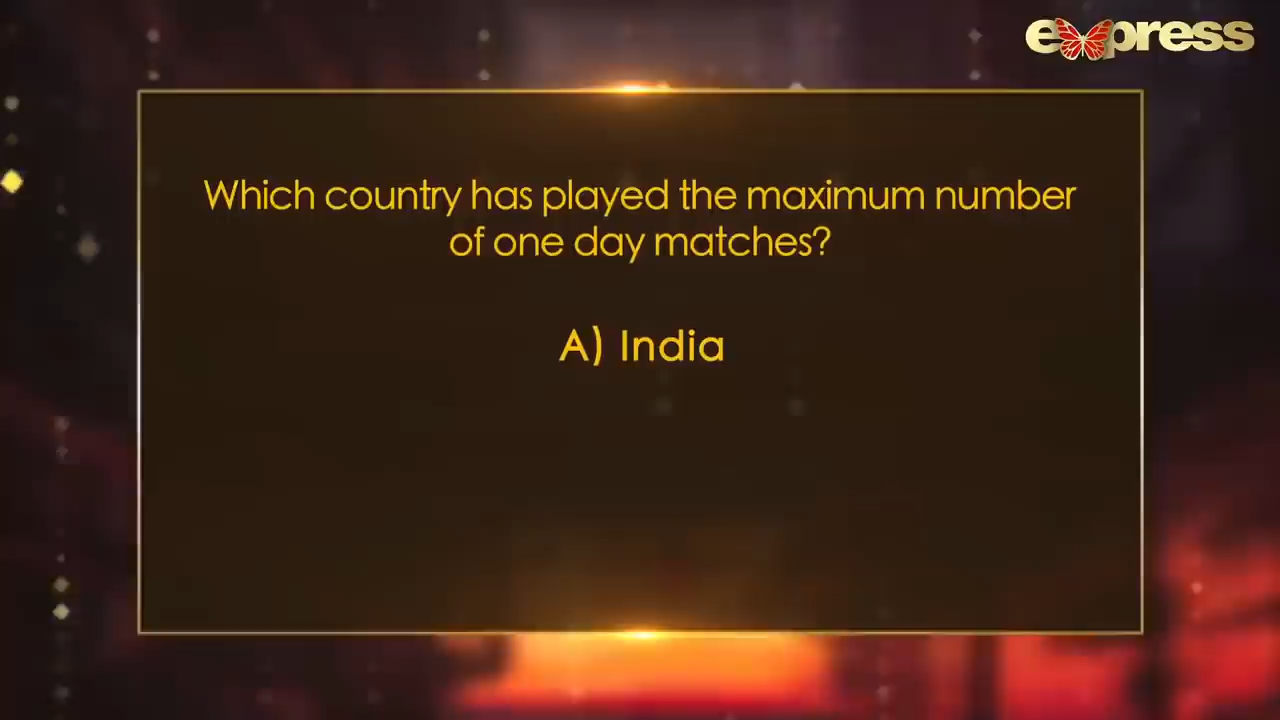 express
Which country has played the maximum number
of one day matches?
A) India